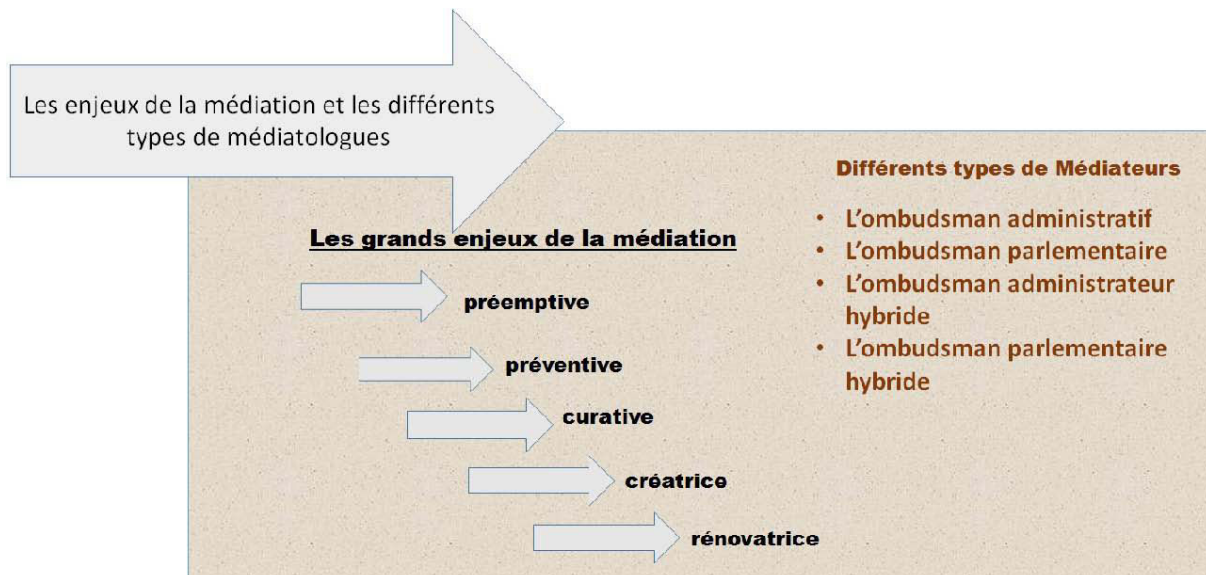 Les enjeux de la médiation et les différents
types de médiatologues
Les grands enjeux de la médiation
préemptive
préventive
curative
créatrice
rénovatrice
Différents types de Médiateurs
• L'ombudsman administratif
• L'ombudsman parlementaire
• L'ombudsman administrateur
hybride
• L'ombudsman parlementaire
hybride